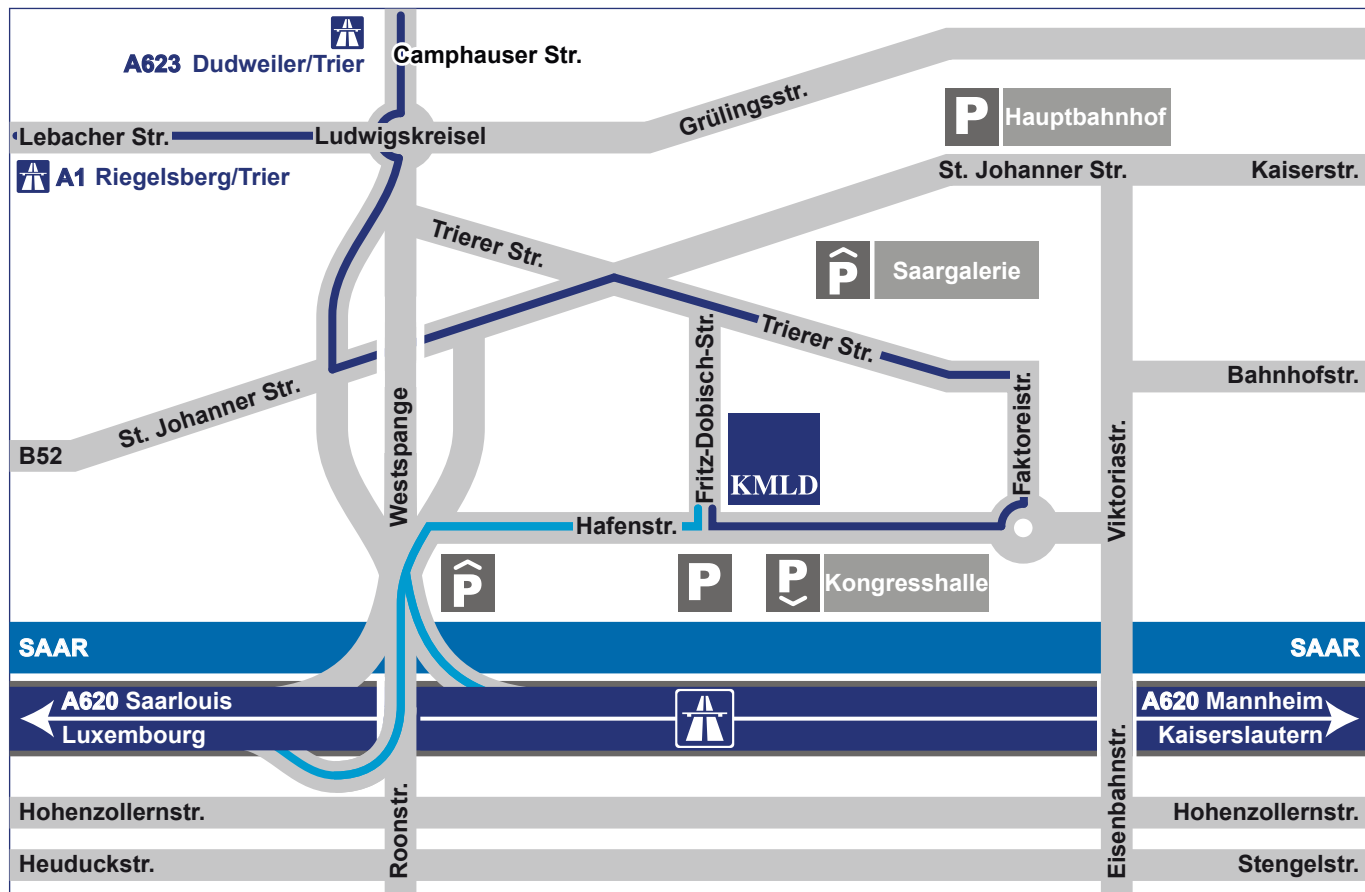 A623 Dudweiler/Trier
Camphauser Str.
Grülingsstr.
P Hauptbahnhof
Lebacher Str.
Ludwigskreisel
A1 Riegelsberg/Trier
St. Johanner Str.
Kaiserstr.
Trierer Str.
P Saargalerie
Trierer Str.
Fritz-Dobisch-Str.
Faktoreistr.
Bahnhofstr.
St. Johanner Str.
B52
Westspange
KMLD
Viktoriastr.
Hafenstr.
P
P
P Kongresshalle
SAAR
SAAR
A620 Saarlouis
Luxembourg
A620 Mannheim
Kaiserslautern
Hohenzollernstr.
Roonstr.
Eisenbahnstr.
Hohenzollernstr.
Heuduckstr.
Stengelstr.